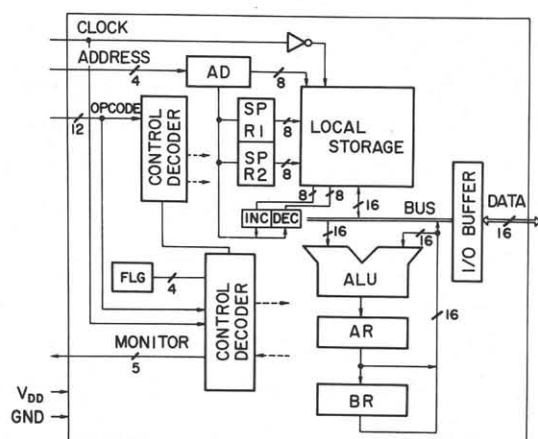 CLOCK
ADDRESS
4
AD
8
OPCODE
12
CONTROL
DECODER
SP
R1
8
SP
R2
8
LOCAL
STORAGE
8
8
16
INC
DEC
BUS
16
16
I/O BUFFER
DATA
16
ALU
FLG
4
CONTROL
DECODER
AR
16
MONITOR
5
BR
VDD
GND